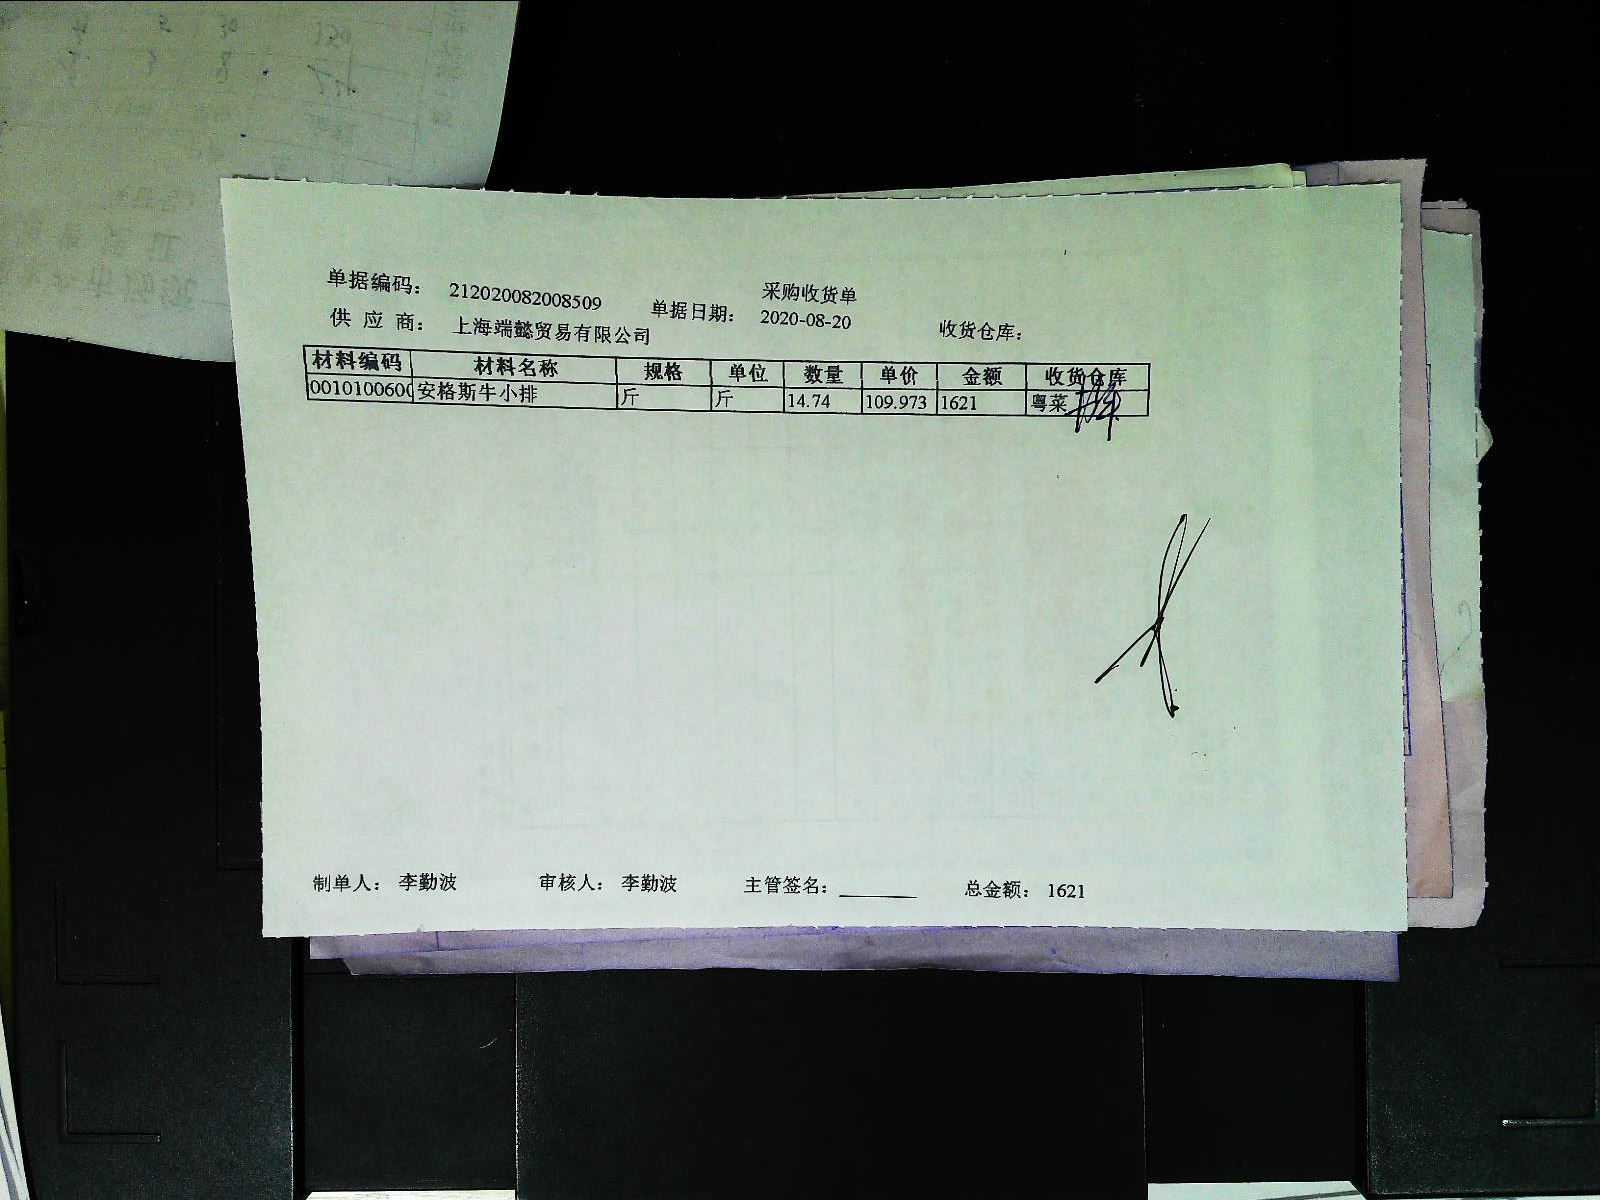 采购收货单
单据编码： 212020082008509 单据日期： 2020-08-20 收货仓库：
供 应 商： 上海端懿贸易有限公司
材料编码 材料名称 规格 单位 数量 单价 金额 收货仓库
0010100600 安格斯牛小排 斤 斤 14.74 109.973 1621 粤菜
制单人： 李勤波 审核人： 李勤波 主管签名： 总金额： 1621